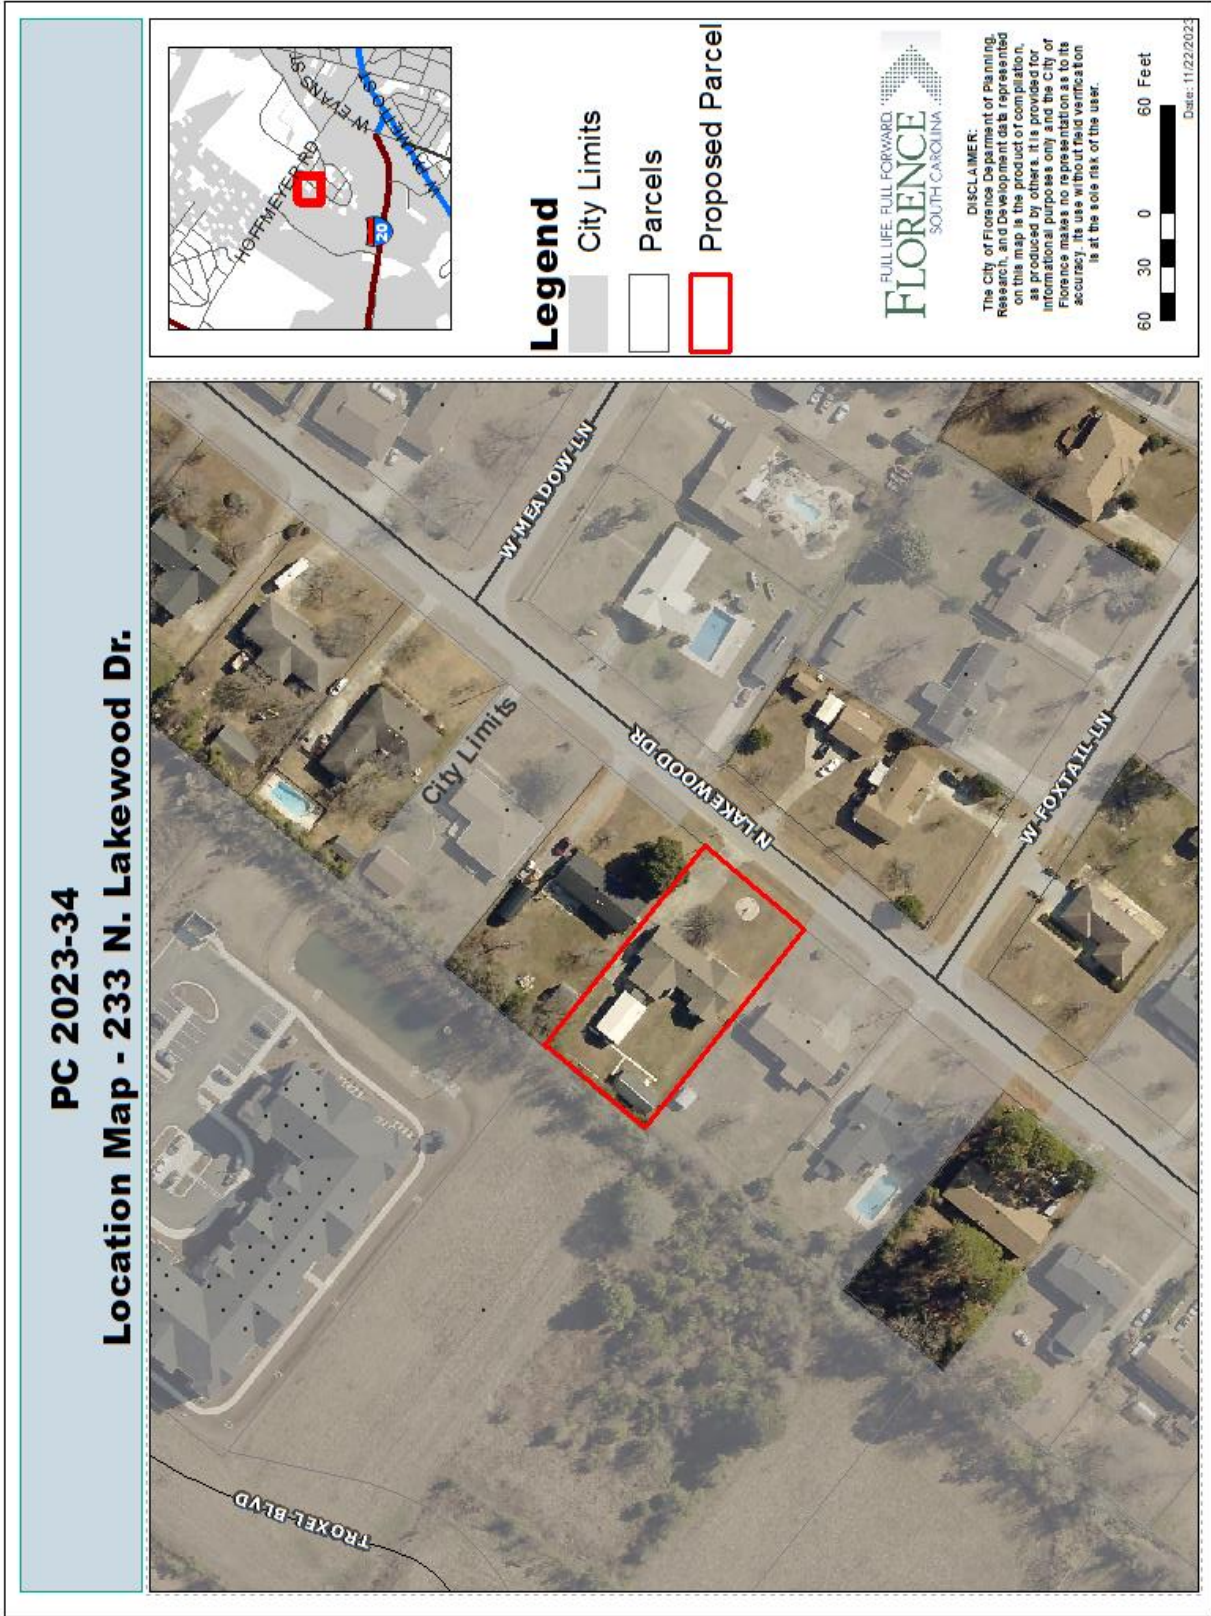 PC 2023-34
Location Map - 233 N. Lakewood Dr.
TROXEL BLVD
City Limits
N LAKEWOOD DR
W MEADOW LN
W FOXTAIL LN
HOFFMEYER RD
W EVANS ST
W PALMETTO ST
20
Legend
City Limits
Parcels
Proposed Parcel
FULL LIFE. FULL FORWARD.
FLORENCE
SOUTH CAROLINA
DISCLAIMER:
The City of Florence Deparment of Planning,
Research, and Development data represented
on this map is the product of compilation,
as produced by others. It is provided for
informational purposes only and the City of
Florence makes no representation as to its
accuracy. Its use without field verification
is at the sole risk of the user.
60 30 0 60 Feet
Date: 11/22/2023